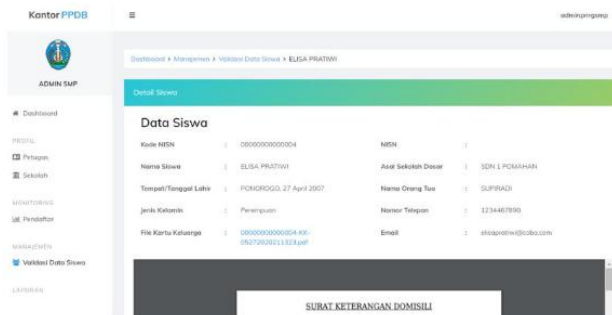 Kantor PPDB
adminpngsmp
Dashboard > Manajemen > Validasi Data Siswa > ELISA PRATIWI
ADMIN SMP
Detail Siswa
Dashboard
Data Siswa
PROFIL
Kode NISN : 00000000000004 NISN :
Petugas
Nama Siswa : ELISA PRATIWI Asal Sekolah Dasar : SDN 1 POMAHAN
Sekolah
Tempat/Tanggal Lahir : PONOROGO, 27 April 2007 Nama Orang Tua : SUPRIADI
MONITORING
Jenis Kelamin : Perempuan Nomor Telepon : 1234467890
Pendaftar
File Kartu Keluarga : 00000000000004-KK-05272020211323.pdf Email : elisapratiwi@coba.com
MANAJEMEN
Validasi Data Siswa
LAPORAN
SURAT KETERANGAN DOMISILI